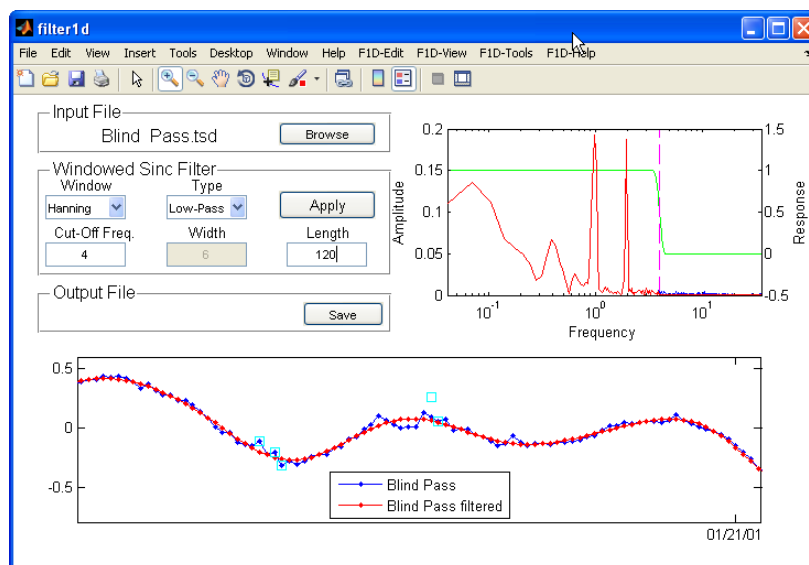 filter1d
File Edit View Insert Tools Desktop Window Help F1D-Edit F1D-View F1D-Tools F1D-Help
Input File
Blind Pass.tsd
Browse
Windowed Sinc Filter
Window
Type
Hanning
Low-Pass
Apply
Cut-Off Freq.
Width
Length
4
6
120
Output File
Save
0.2
0.15
0.1
0.05
0
Amplitude
1.5
1
0.5
0
-0.5
Response
10^-1
10^0
10^1
Frequency
0.5
0
-0.5
Blind Pass
Blind Pass filtered
01/21/01